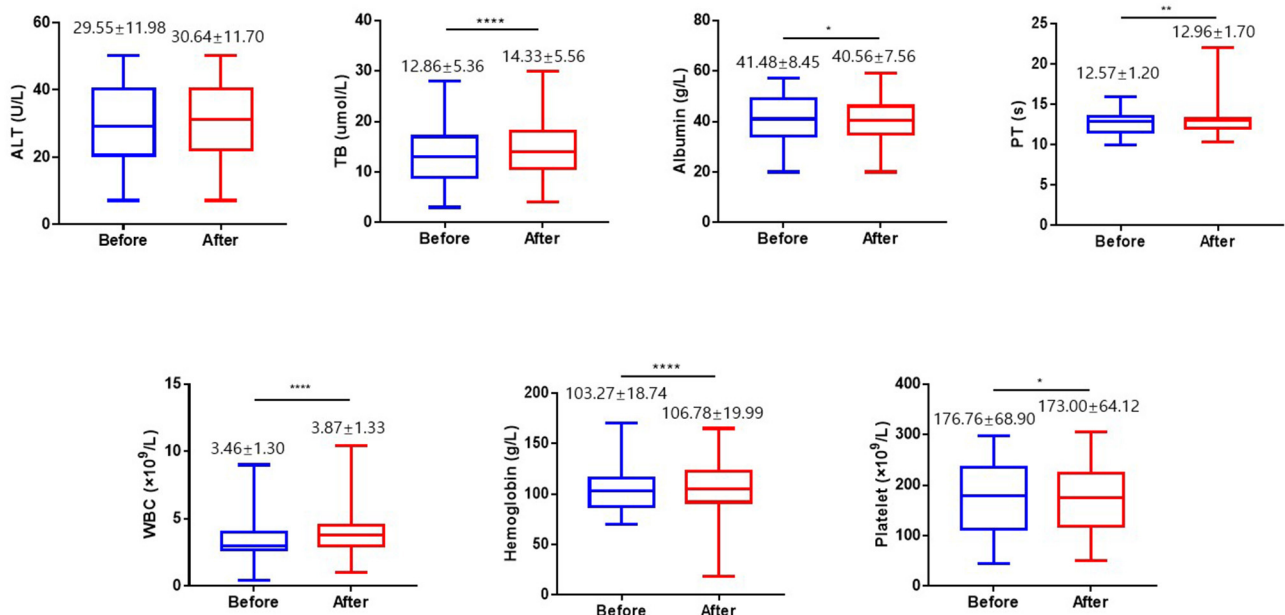 ALT (U/L)
60
40
20
0
29.55±11.98
30.64±11.70
Before
After
TB (umol/L)
40
30
20
10
0
****
12.86±5.36
14.33±5.56
Before
After
Albumin (g/L)
80
60
40
20
0
*
41.48±8.45
40.56±7.56
Before
After
PT (s)
25
20
15
10
5
0
**
12.57±1.20
12.96±1.70
Before
After
WBC (×10⁹/L)
15
10
5
0
****
3.46±1.30
3.87±1.33
Before
After
Hemoglobin (g/L)
200
150
100
50
0
****
103.27±18.74
106.78±19.99
Before
After
Platelet (×10⁹/L)
400
300
200
100
0
*
176.76±68.90
173.00±64.12
Before
After